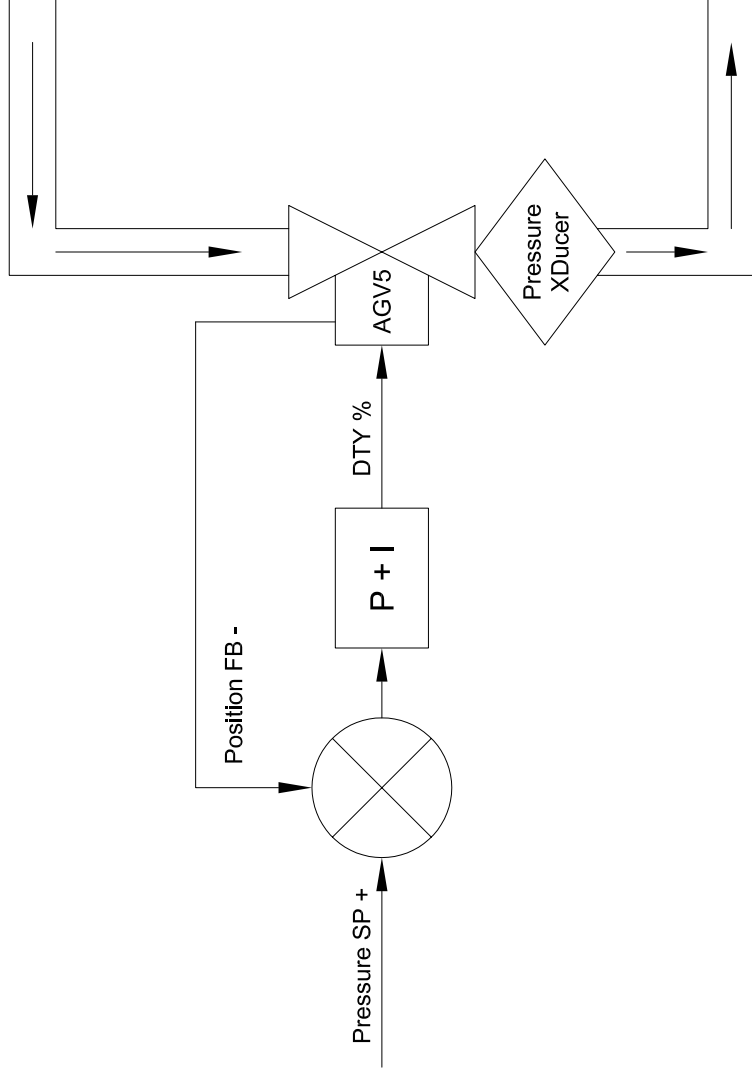 Position FB -
Pressure SP +
P + I
DTY %
AGV5
Pressure
XDucer